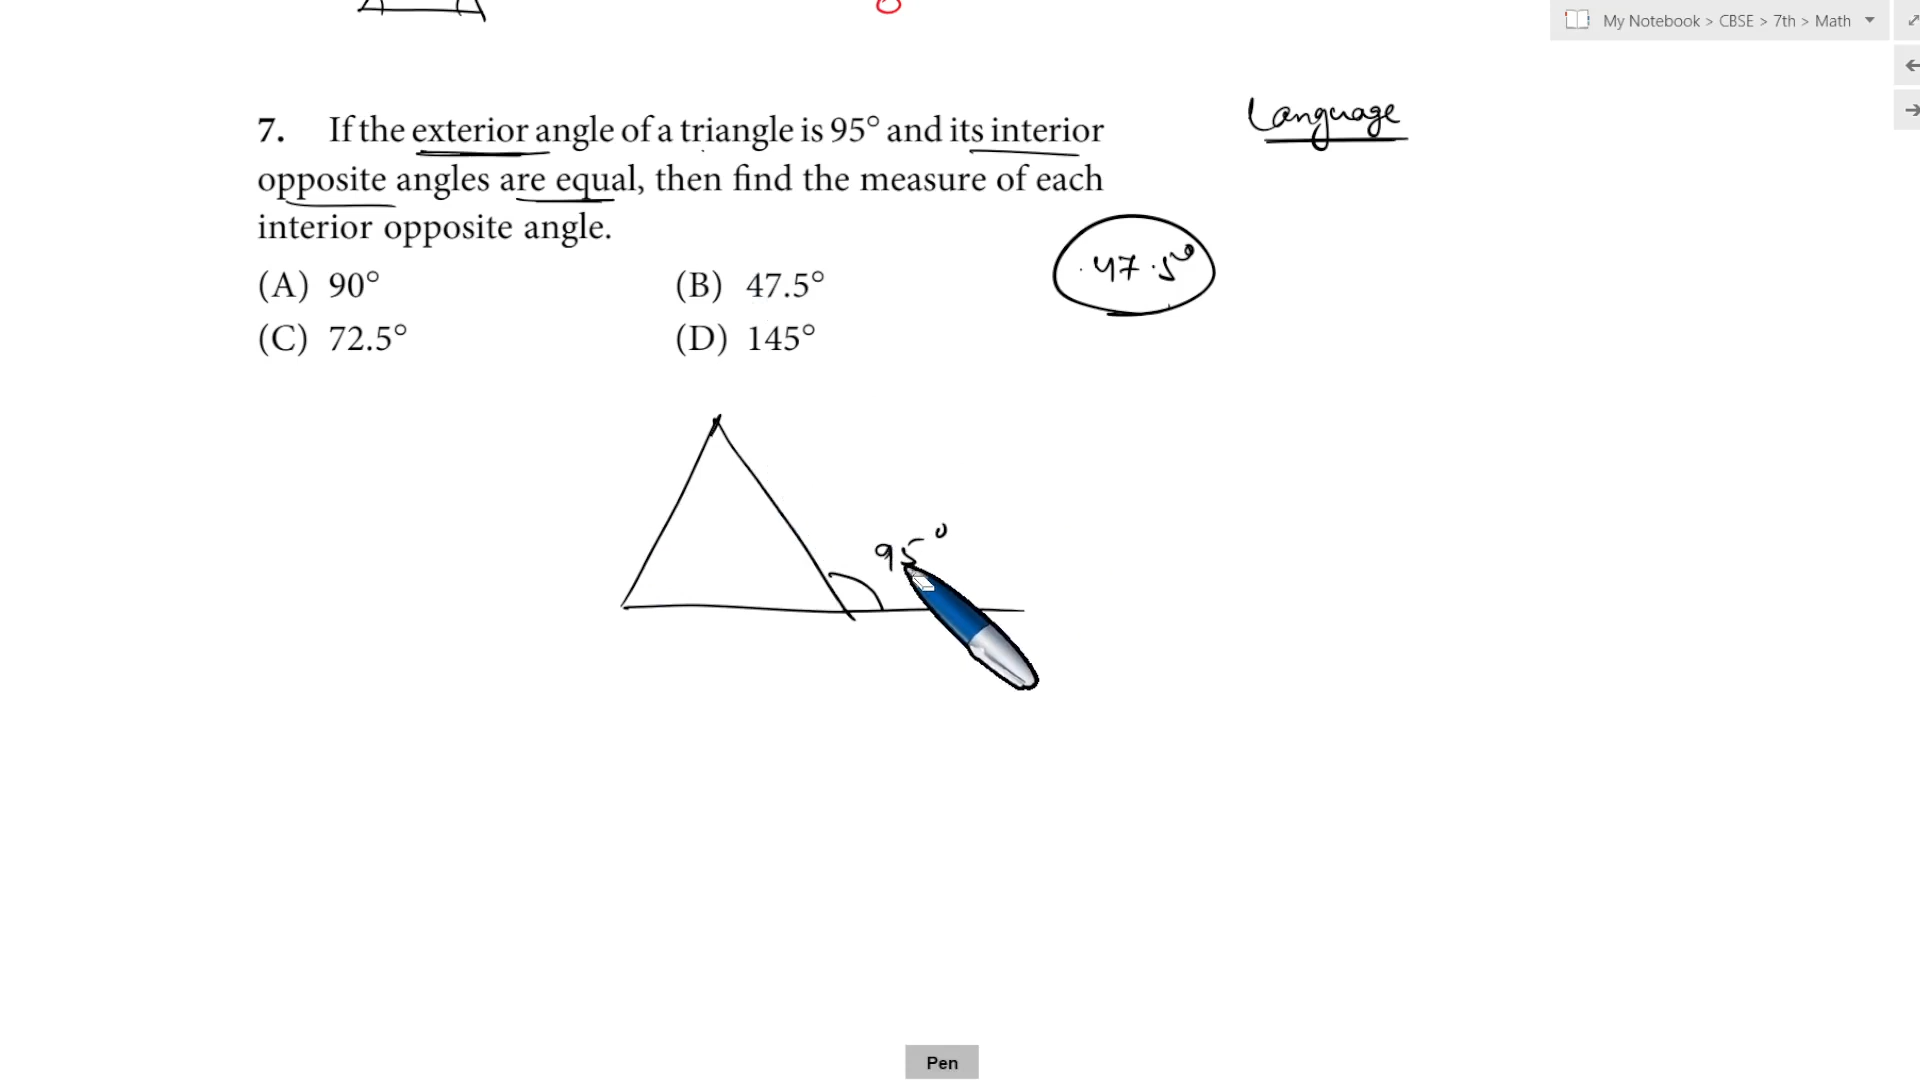 My Notebook > CBSE > 7th > Math
Language
7. If the exterior angle of a triangle is 95° and its interior
opposite angles are equal, then find the measure of each
interior opposite angle.
47.5°
(A) 90° (B) 47.5°
(C) 72.5° (D) 145°
95°
Pen